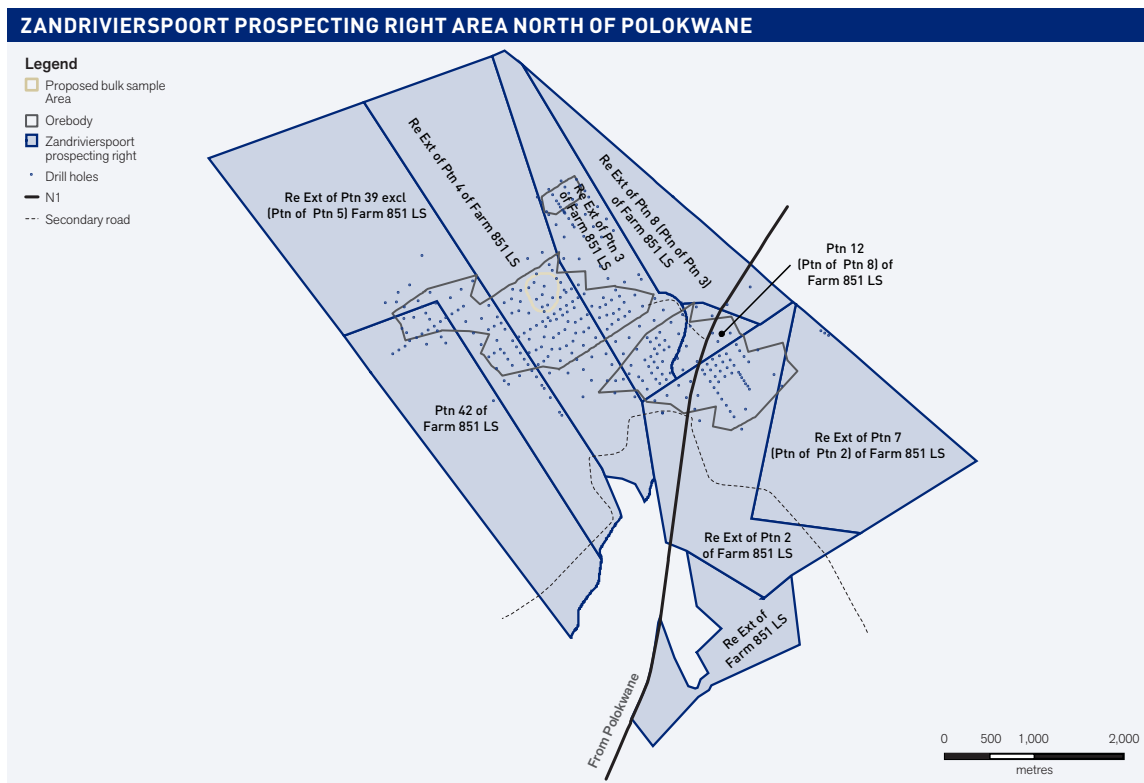 ZANDRIVIERSPOORT PROSPECTING RIGHT AREA NORTH OF POLOKWANE
Legend
Proposed bulk sample
Area
Orebody
Zandrivierspoort
prospecting right
Drill holes
N1
Secondary road
Re Ext of Ptn 39 excl
(Ptn of Ptn 5) Farm 851 LS
Re Ext of Ptn 4 of Farm 851 LS
Re Ext of Ptn 3
of Farm 851 LS
Re Ext of Ptn 8 (Ptn of Ptn 3)
of Farm 851 LS
Ptn 12
(Ptn of Ptn 8) of
Farm 851 LS
Ptn 42 of
Farm 851 LS
Re Ext of Ptn 7
(Ptn of Ptn 2) of Farm 851 LS
Re Ext of Ptn 2
of Farm 851 LS
Re Ext of
Farm 851 LS
From Polokwane
0 500 1,000 2,000
metres